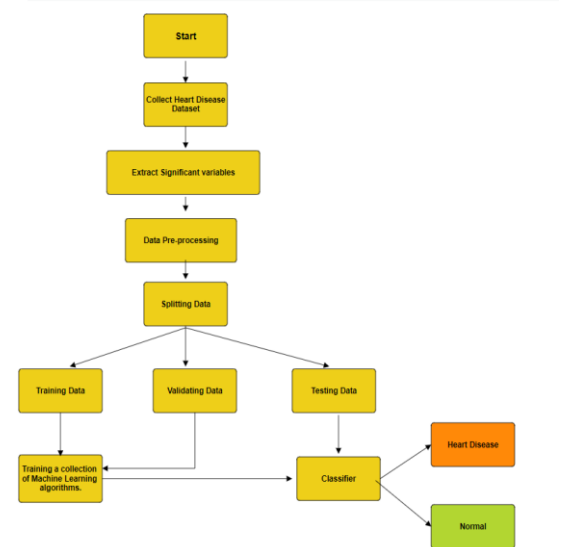 Start
Collect Heart Disease
Dataset
Extract Significant variables
Data Pre-processing
Splitting Data
Training Data
Validating Data
Testing Data
Training a collection
of Machine Learning
algorithms.
Classifier
Heart Disease
Normal